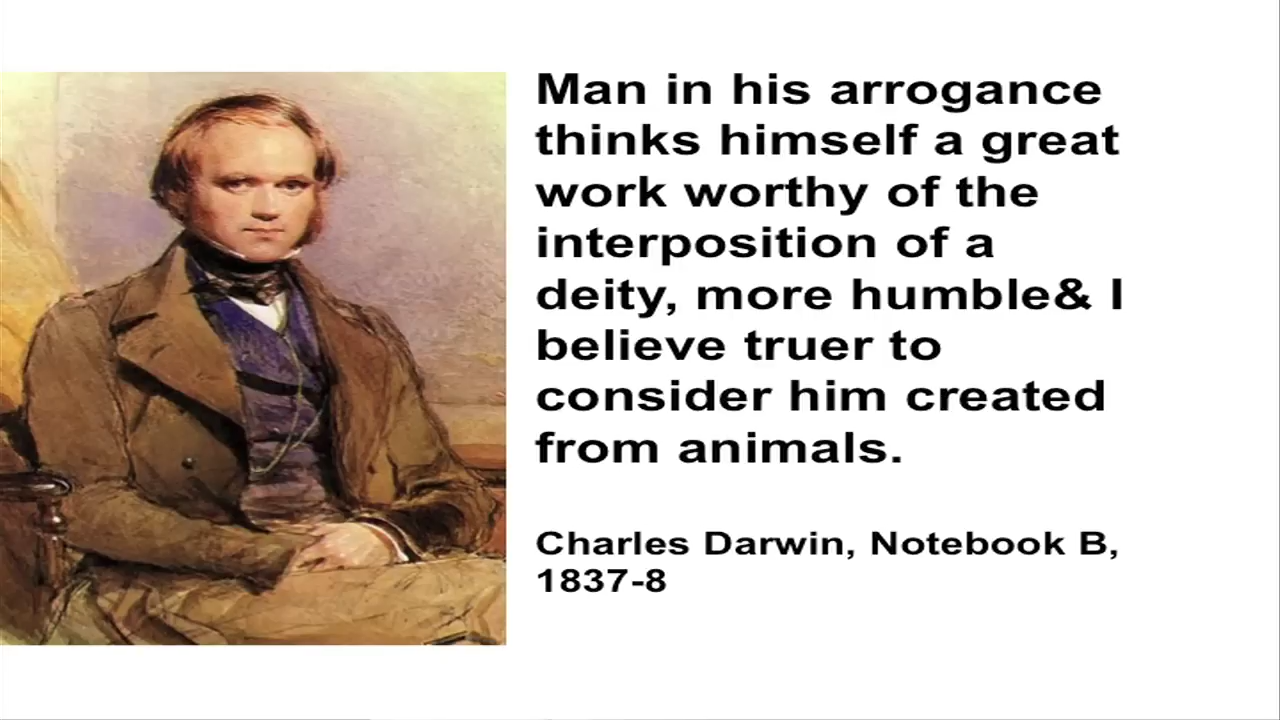 Man in his arrogance
thinks himself a great
work worthy of the
interposition of a
deity, more humble& I
believe truer to
consider him created
from animals.
Charles Darwin, Notebook B,
1837-8